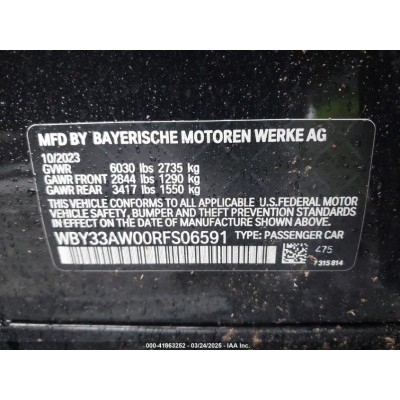 MFD BY BAYERISCHE MOTOREN WERKE AG
10/2023
GVWR 6030 lbs 2735 kg
GAWR FRONT 2844 lbs 1290 kg
GAWR REAR 3417 lbs 1550 kg
THIS VEHICLE CONFORMS TO ALL APPLICABLE U.S.FEDERAL MOTOR
VEHICLE SAFETY, BUMPER, AND THEFT PREVENTION STANDARDS
IN EFFECT ON THE DATE OF MANUFACTURE SHOWN ABOVE.
WBY33AW00RFS06591 TYPE: PASSENGER CAR
475
7315814
000-41863252 - 03/24/2025 - IAA Inc.